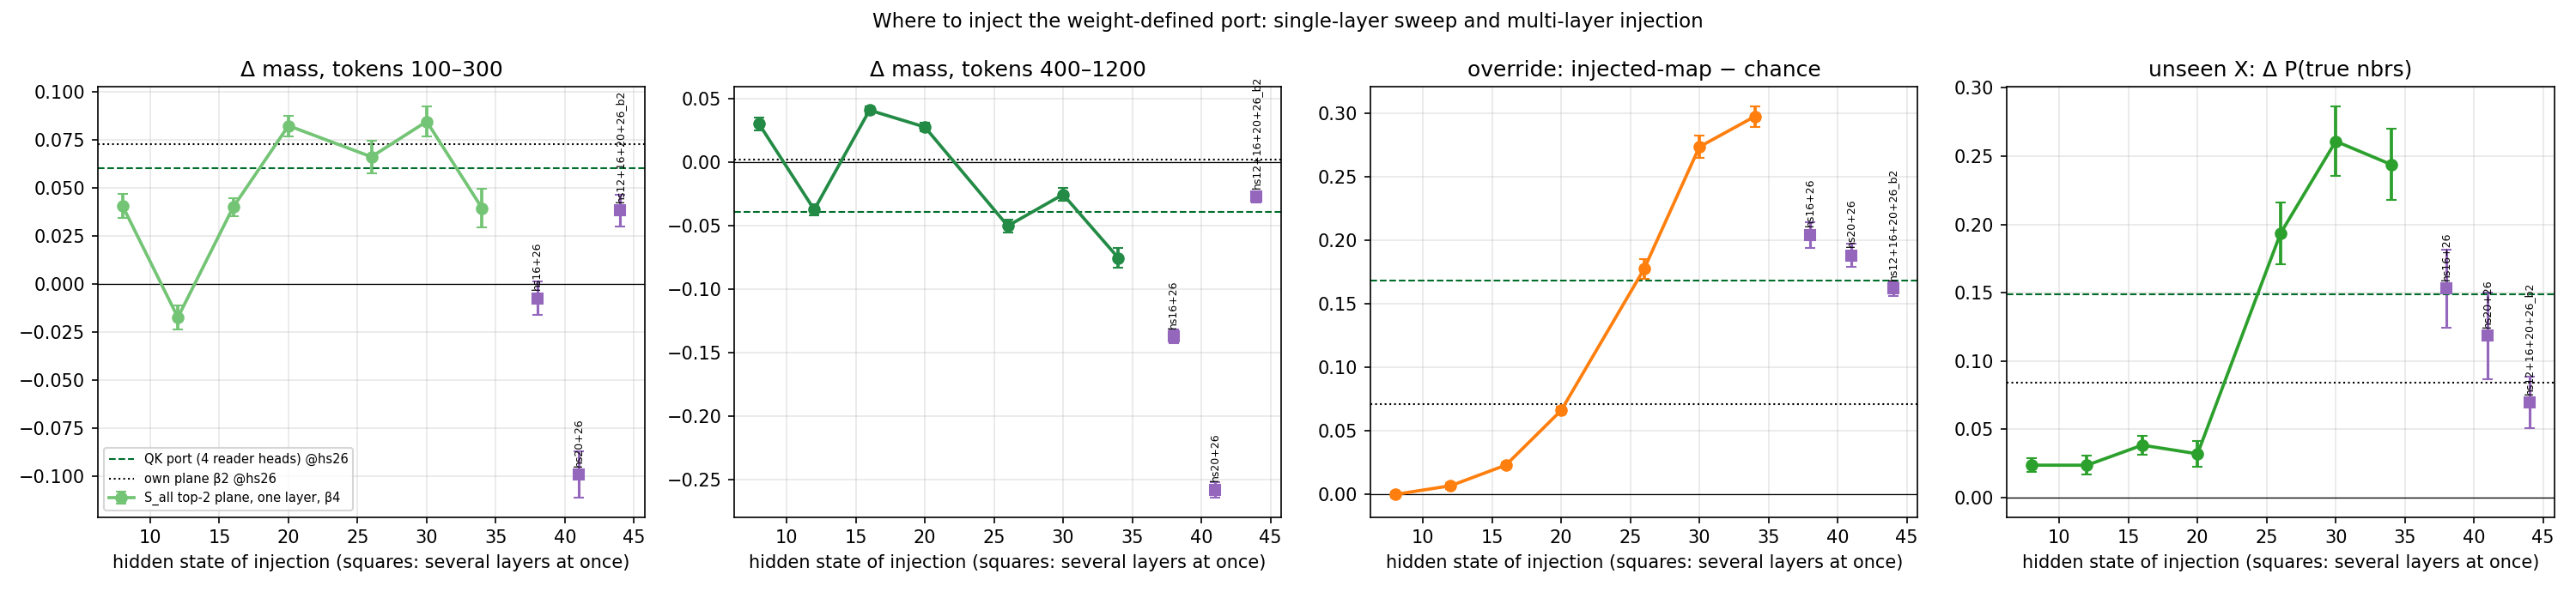 Where to inject the weight-defined port: single-layer sweep and multi-layer injection
Δ mass, tokens 100–300
0.100
0.075
0.050
0.025
0.000
−0.025
−0.050
−0.075
−0.100
hs16+26
hs20+26
hs12+16+20+26_b2
QK port (4 reader heads) @hs26
own plane β2 @hs26
S_all top-2 plane, one layer, β4
10 15 20 25 30 35 40 45
hidden state of injection (squares: several layers at once)
Δ mass, tokens 400–1200
0.05
0.00
−0.05
−0.10
−0.15
−0.20
−0.25
hs16+26
hs20+26
hs12+16+20+26_b2
10 15 20 25 30 35 40 45
hidden state of injection (squares: several layers at once)
override: injected-map − chance
0.30
0.25
0.20
0.15
0.10
0.05
0.00
hs16+26
hs20+26
hs12+16+20+26_b2
10 15 20 25 30 35 40 45
hidden state of injection (squares: several layers at once)
unseen X: Δ P(true nbrs)
0.30
0.25
0.20
0.15
0.10
0.05
0.00
hs16+26
hs20+26
hs12+16+20+26_b2
10 15 20 25 30 35 40 45
hidden state of injection (squares: several layers at once)